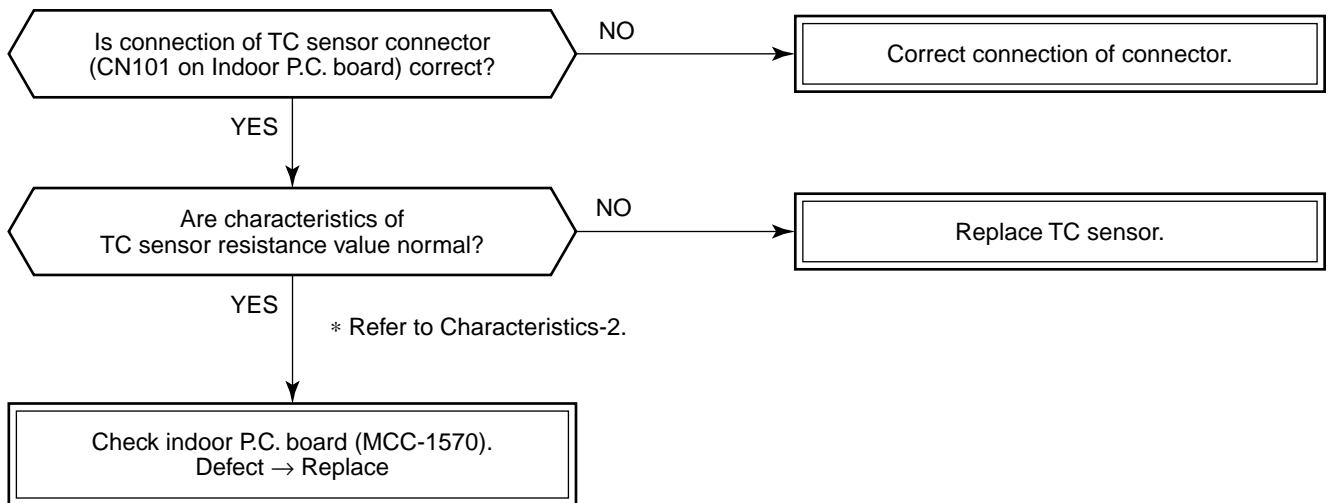 Is connection of TC sensor connector
(CN101 on Indoor P.C. board) correct?
NO
Correct connection of connector.
YES
Are characteristics of
TC sensor resistance value normal?
NO
Replace TC sensor.
YES
* Refer to Characteristics-2.
Check indoor P.C. board (MCC-1570).
Defect → Replace